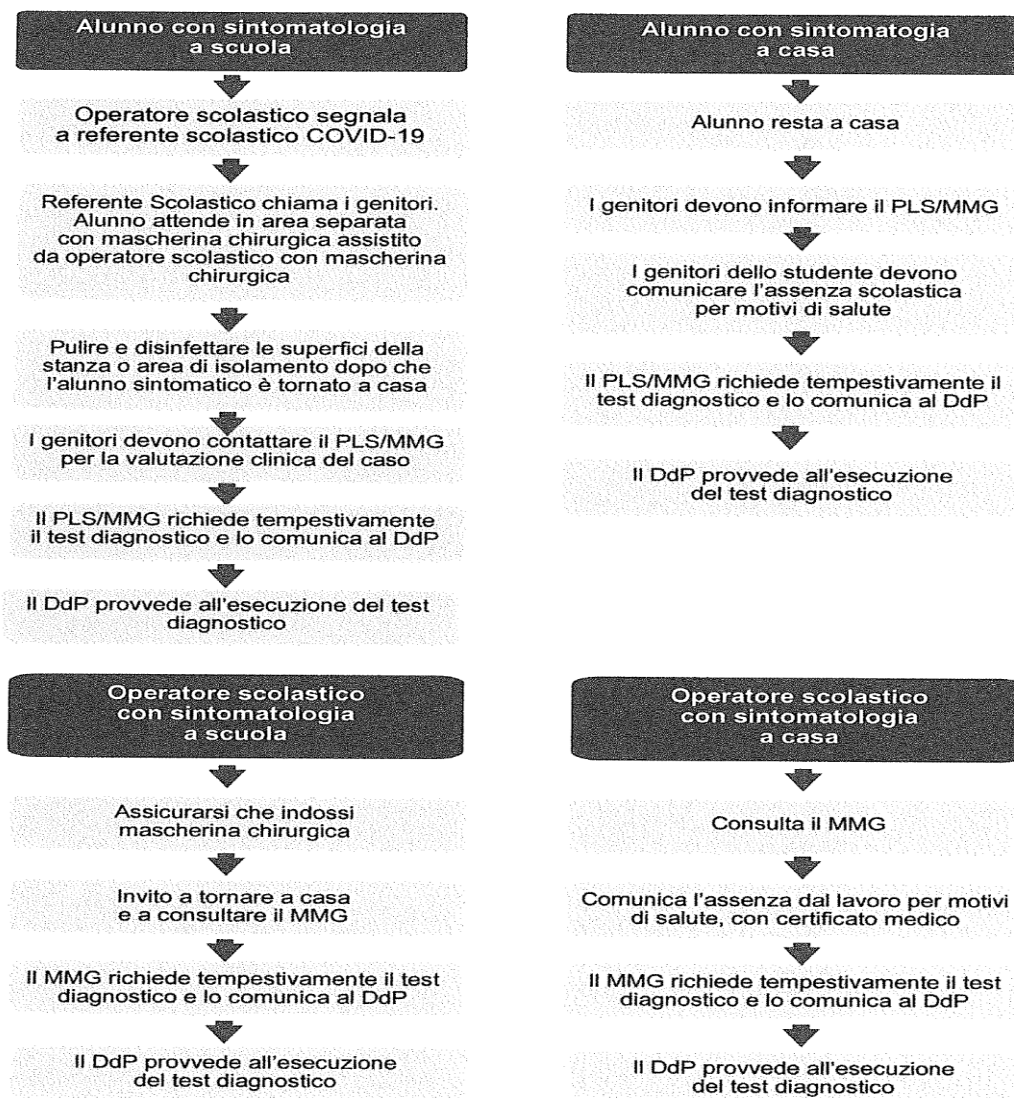 Alunno con sintomatologia
a scuola
Operatore scolastico segnala
a referente scolastico COVID-19
Referente Scolastico chiama i genitori.
Alunno attende in area separata
con mascherina chirurgica assistito
da operatore scolastico con mascherina
chirurgica
Pulire e disinfettare le superfici della
stanza o area di isolamento dopo che
l'alunno sintomatico è tornato a casa
I genitori devono contattare il PLS/MMG
per la valutazione clinica del caso
Il PLS/MMG richiede tempestivamente
il test diagnostico e lo comunica al DdP
Il DdP provvede all'esecuzione del test
diagnostico
Alunno con sintomatogia
a casa
Alunno resta a casa
I genitori devono informare il PLS/MMG
I genitori dello studente devono
comunicare l'assenza scolastica
per motivi di salute
Il PLS/MMG richiede tempestivamente il
test diagnostico e lo comunica al DdP
Il DdP provvede all'esecuzione
del test diagnostico
Operatore scolastico
con sintomatologia
a scuola
Assicurarsi che indossi
mascherina chirurgica
Invito a tornare a casa
e a consultare il MMG
Il MMG richiede tempestivamente il test
diagnostico e lo comunica al DdP
Il DdP provvede all'esecuzione
del test diagnostico
Operatore scolastico
con sintomatologia
a casa
Consulta il MMG
Comunica l'assenza dal lavoro per motivi
di salute, con certificato medico
Il MMG richiede tempestivamente il test
diagnostico e lo comunica al DdP
Il DdP provvede all'esecuzione
del test diagnostico